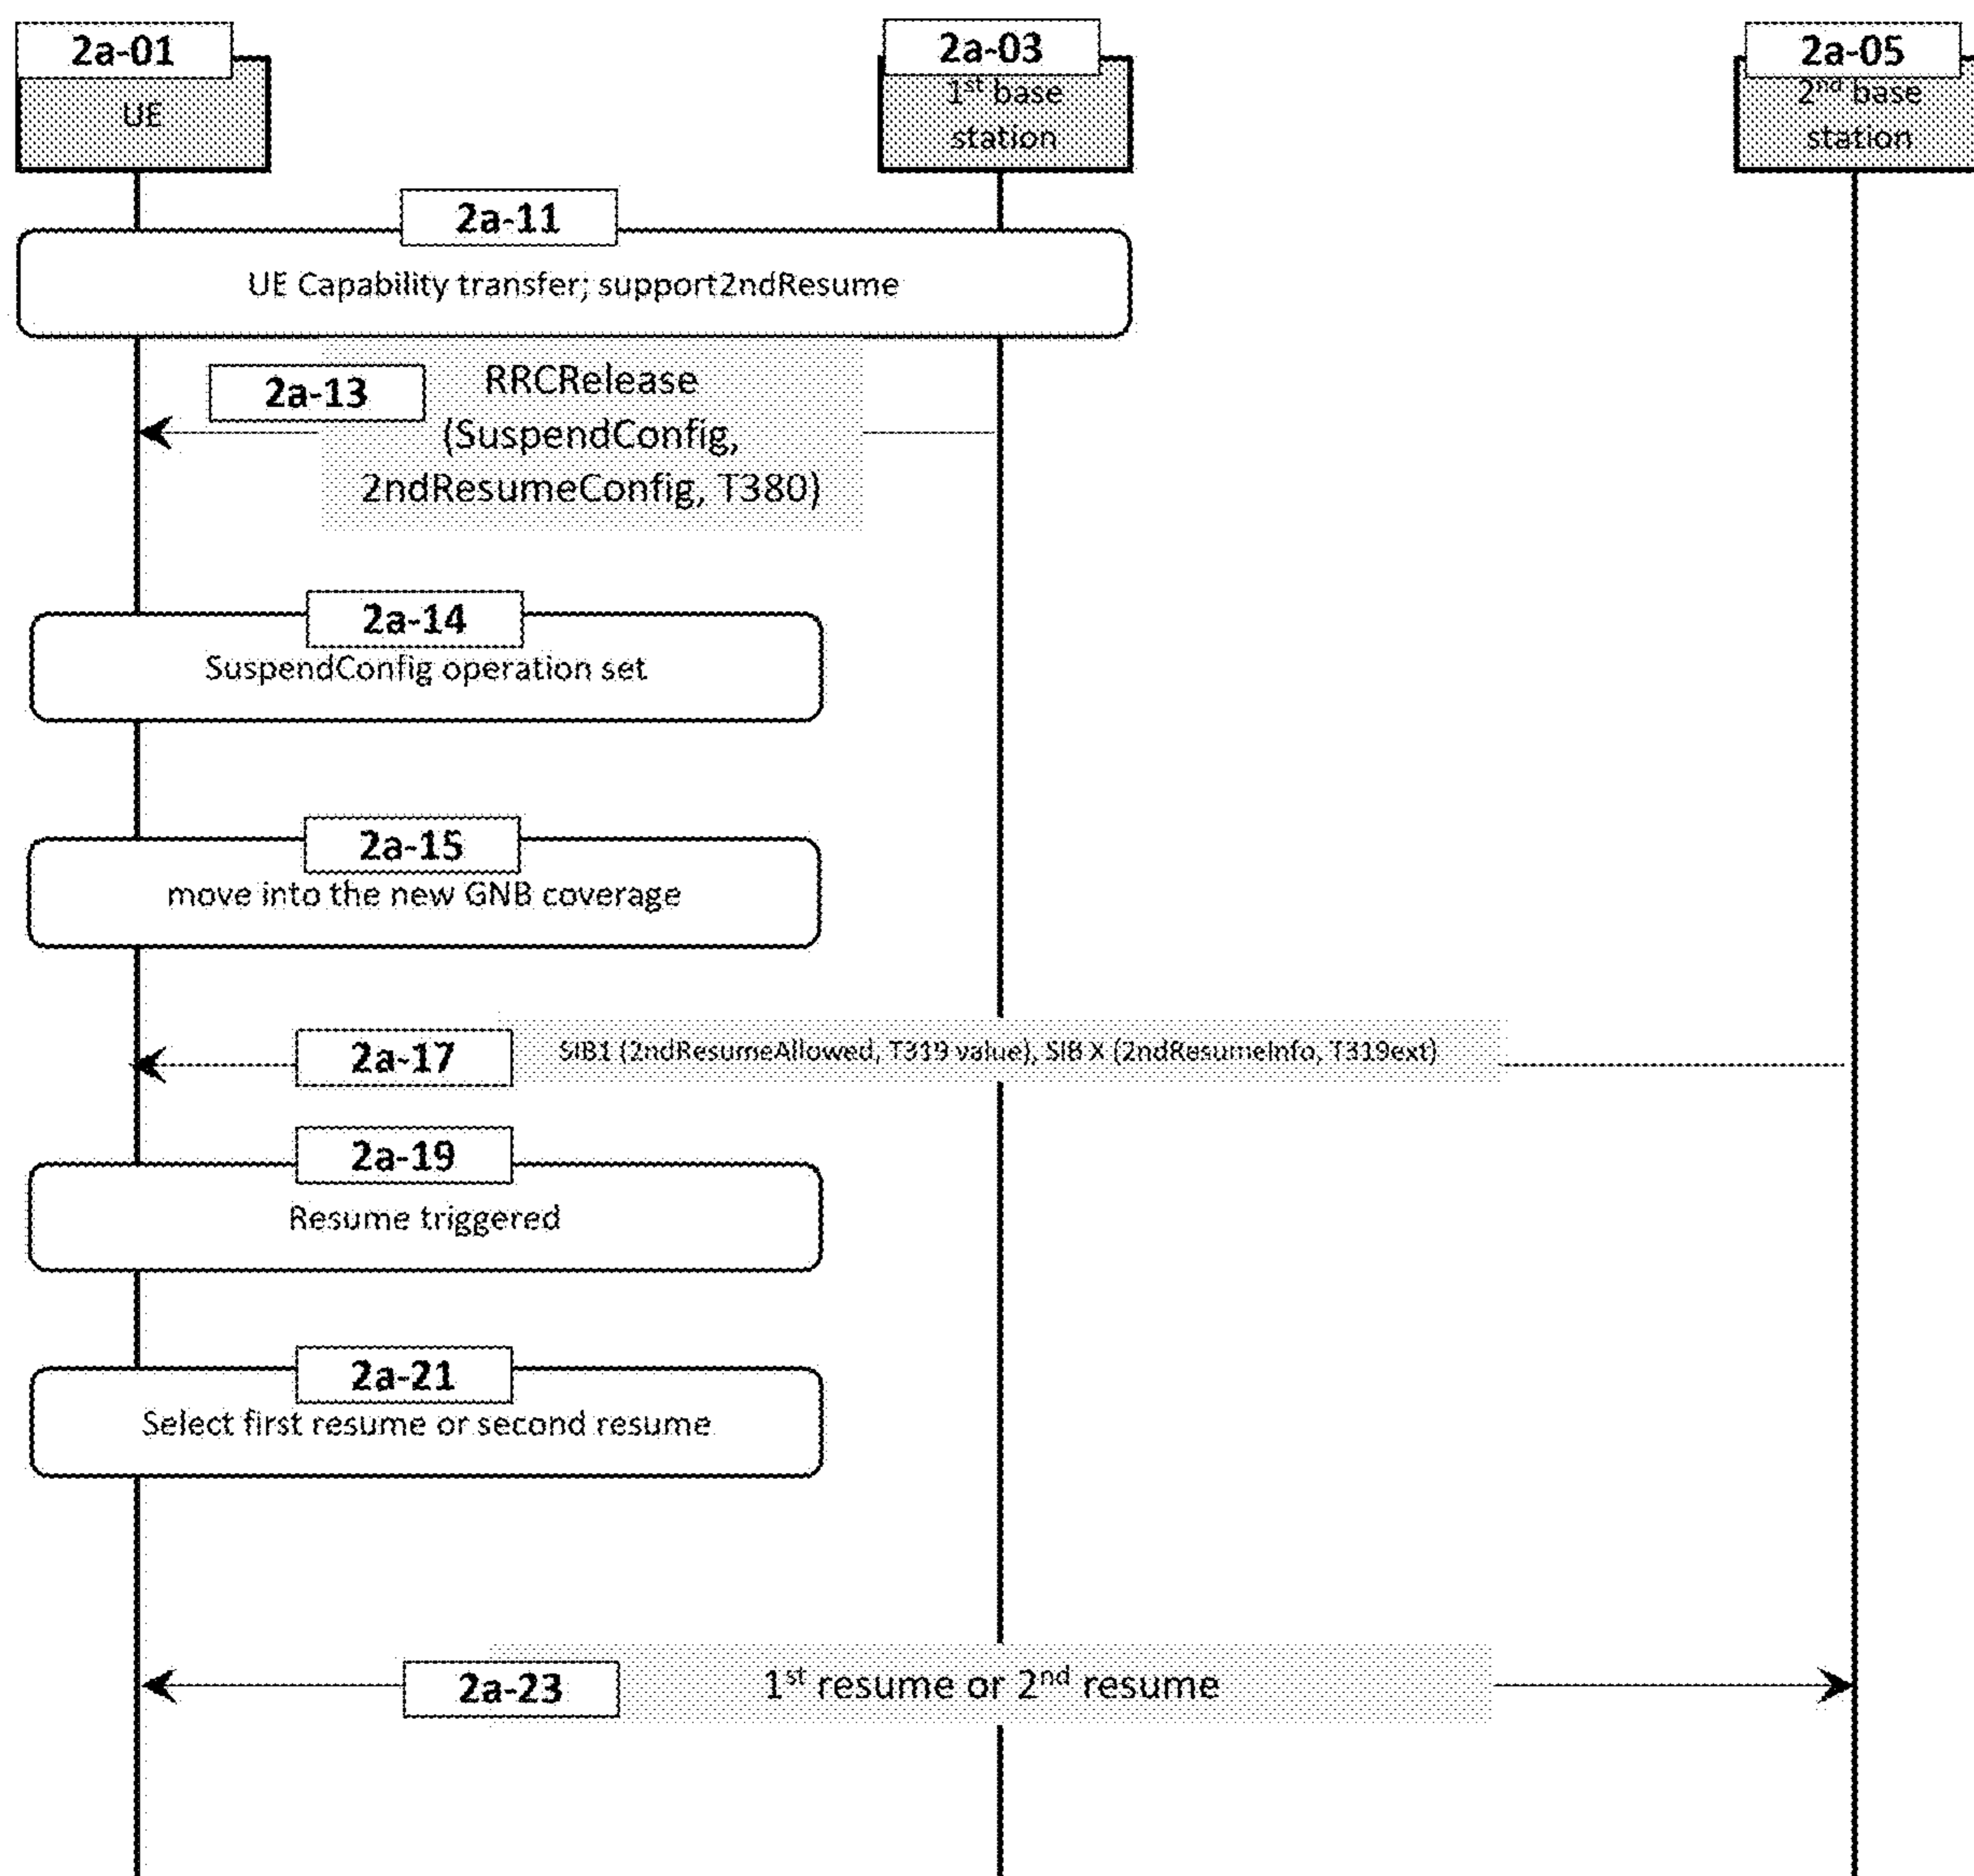 2a-01
UE
2a-03
1st base
station
2a-05
2nd base
station
2a-11
UE Capability transfer; support2ndResume
2a-13
RRCRelease
(SuspendConfig,
2ndResumeConfig, T380)
2a-14
SuspendConfig operation set
2a-15
move into the new GNB coverage
2a-17
SIB1 (2ndResumeAllowed, T319 value), SIB X (2ndResumeInfo, T319ext)
2a-19
Resume triggered
2a-21
Select first resume or second resume
2a-23
1st resume or 2nd resume